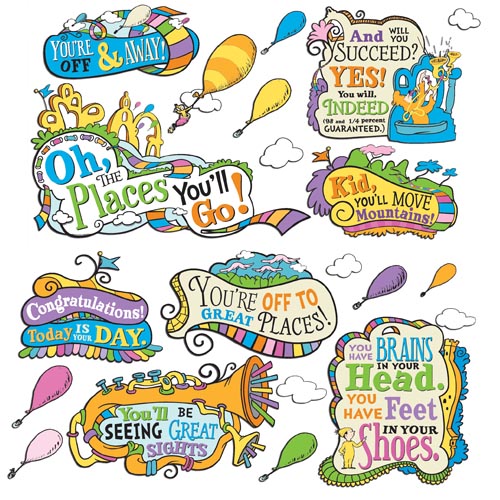 YOU'RE
OFF & AWAY!
And WILL YOU
SUCCEED?
YES!
You will,
INDEED
(98 and 3/4 percent
GUARANTEED.)
Oh, THE
Places You'll
Go!
Kid,
YOU'LL MOVE
Mountains!
Congratulations!
Today IS YOUR DAY.
YOU'RE OFF TO
GREAT PLACES!
YOU HAVE BRAINS
IN YOUR
Head.
YOU HAVE Feet
IN YOUR
Shoes.
You'll BE
SEEING GREAT
SIGHTS